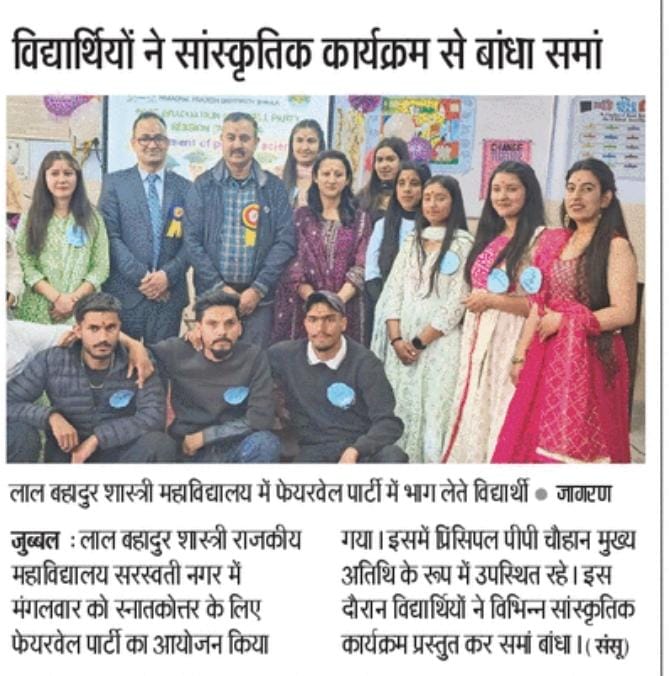 विद्यार्थियों ने सांस्कृतिक कार्यक्रम से बांधा समां
CHANGE
लाल बहादुर शास्त्री महाविद्यालय में फेयरवेल पार्टी में भाग लेते विद्यार्थी ● जागरण
जुब्बल : लाल बहादुर शास्त्री राजकीय
महाविद्यालय सरस्वती नगर में
मंगलवार को स्नातकोत्तर के लिए
फेयरवेल पार्टी का आयोजन किया
गया। इसमें प्रिंसिपल पीपी चौहान मुख्य
अतिथि के रूप में उपस्थित रहे। इस
दौरान विद्यार्थियों ने विभिन्न सांस्कृतिक
कार्यक्रम प्रस्तुत कर समां बांधा।(संसू)